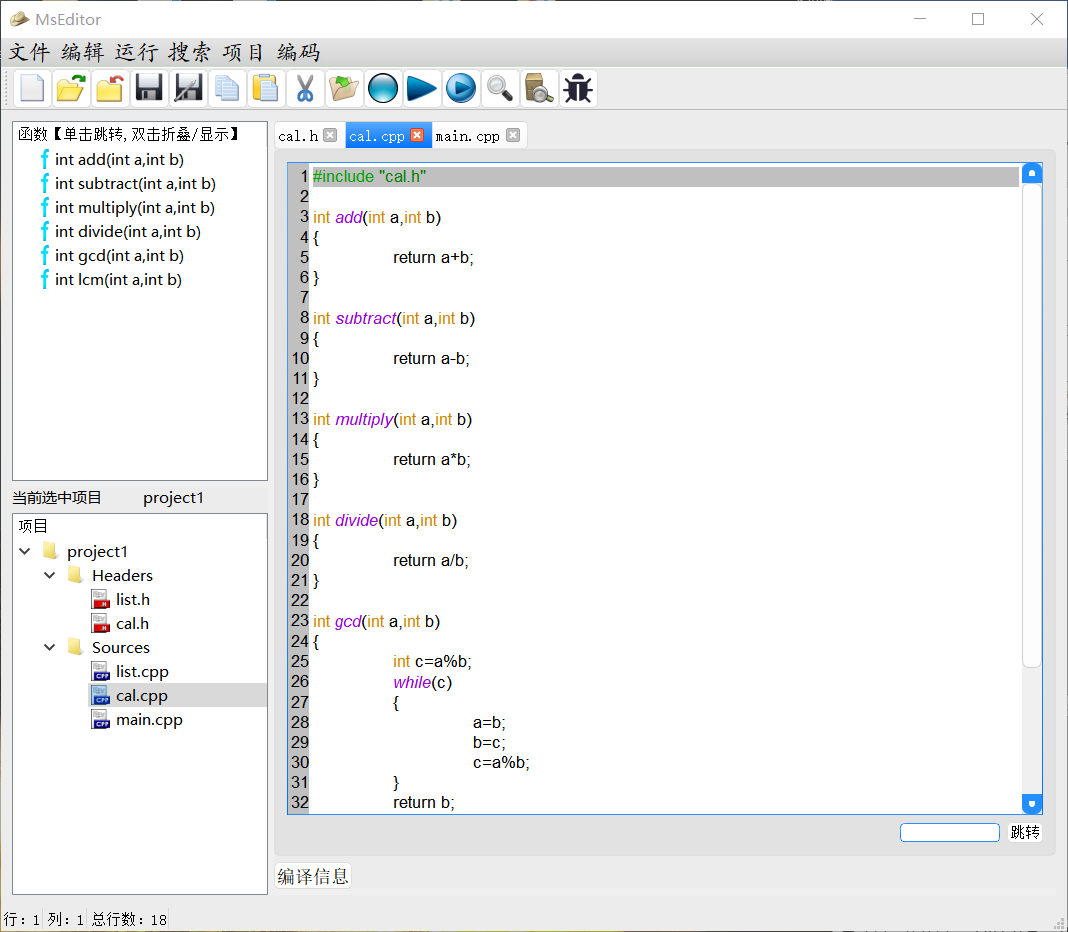 MsEditor
文件 编辑 运行 搜索 项目 编码
函数【单击跳转,双击折叠/显示】
int add(int a,int b)
int subtract(int a,int b)
int multiply(int a,int b)
int divide(int a,int b)
int gcd(int a,int b)
int lcm(int a,int b)
当前选中项目 project1
项目
project1
Headers
list.h
cal.h
Sources
list.cpp
cal.cpp
main.cpp
cal.h cal.cpp main.cpp
1 #include "cal.h"
2
3 int add(int a,int b)
4 {
5 return a+b;
6 }
7
8 int subtract(int a,int b)
9 {
10 return a-b;
11 }
12
13 int multiply(int a,int b)
14 {
15 return a*b;
16 }
17
18 int divide(int a,int b)
19 {
20 return a/b;
21 }
22
23 int gcd(int a,int b)
24 {
25 int c=a%b;
26 while(c)
27 {
28 a=b;
29 b=c;
30 c=a%b;
31 }
32 return b;
跳转
编译信息
行: 1 列: 1 总行数: 18